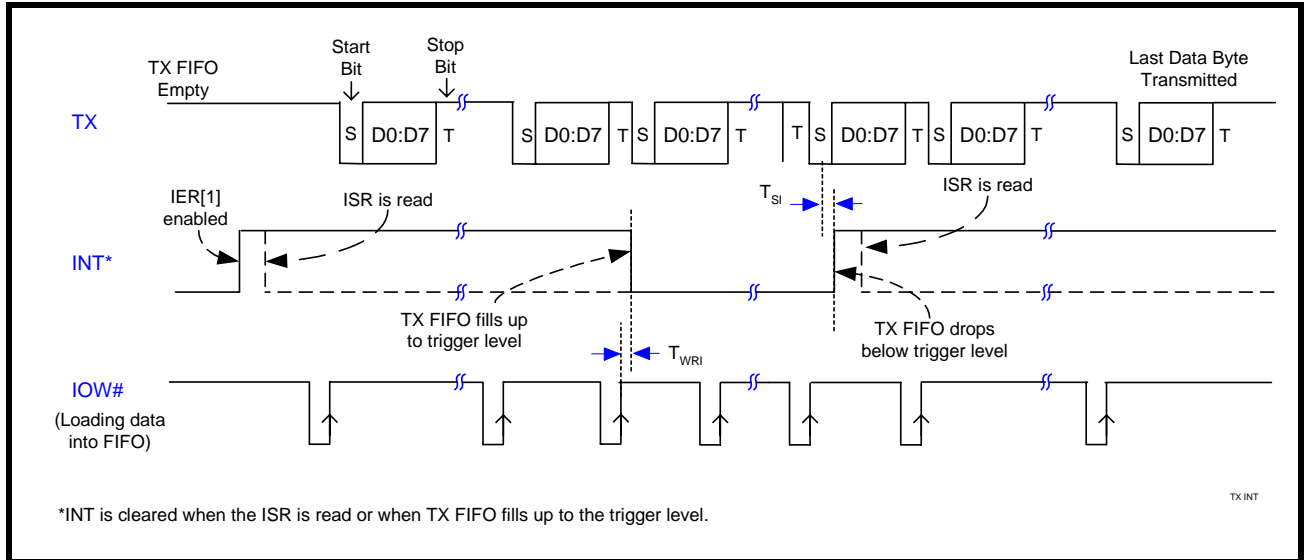 Start
Bit
Stop
Bit
TX FIFO
Empty
Last Data Byte
Transmitted
TX
S D0:D7 T S D0:D7 T S D0:D7 T T S D0:D7 T S D0:D7 T S D0:D7 T
IER[1]
enabled
ISR is read
TSI
ISR is read
INT*
TX FIFO fills up
to trigger level
TX FIFO drops
below trigger level
TWRI
IOW#
(Loading data
into FIFO)
*INT is cleared when the ISR is read or when TX FIFO fills up to the trigger level.
TX INT